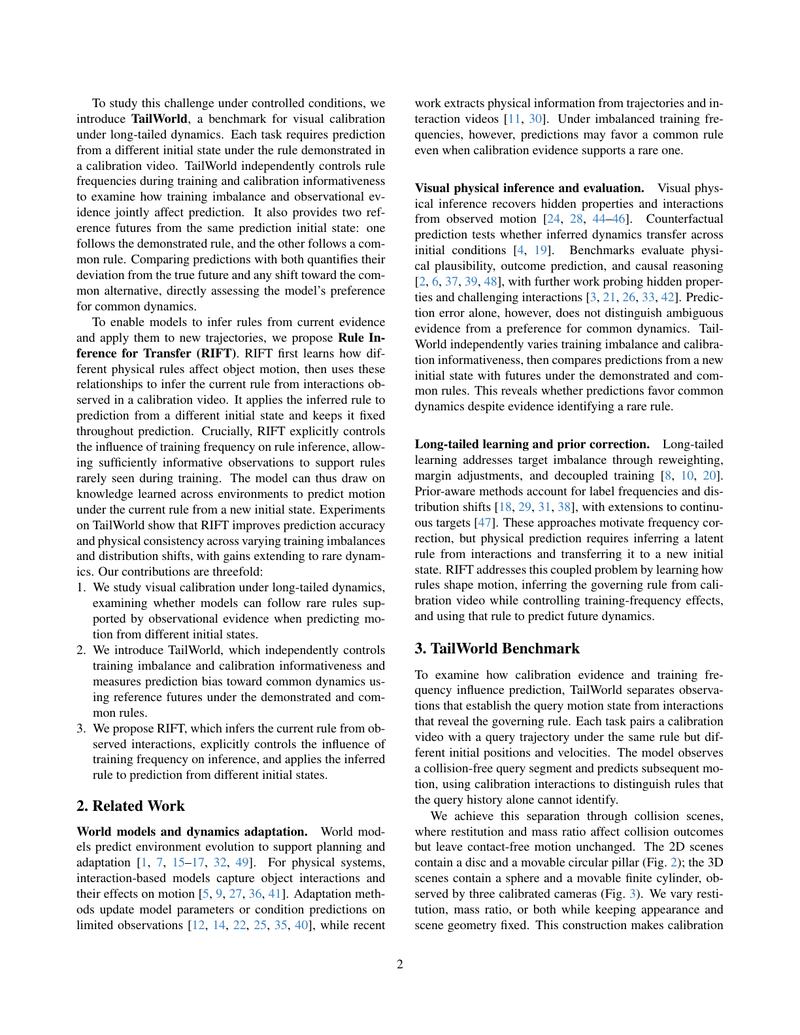 To study this challenge under controlled conditions, we
introduce TailWorld, a benchmark for visual calibration
under long-tailed dynamics. Each task requires prediction
from a different initial state under the rule demonstrated in
a calibration video. TailWorld independently controls rule
frequencies during training and calibration informativeness
to examine how training imbalance and observational ev-
idence jointly affect prediction. It also provides two ref-
erence futures from the same prediction initial state: one
follows the demonstrated rule, and the other follows a com-
mon rule. Comparing predictions with both quantifies their
deviation from the true future and any shift toward the com-
mon alternative, directly assessing the model's preference
for common dynamics.
To enable models to infer rules from current evidence
and apply them to new trajectories, we propose Rule In-
ference for Transfer (RIFT). RIFT first learns how dif-
ferent physical rules affect object motion, then uses these
relationships to infer the current rule from interactions ob-
served in a calibration video. It applies the inferred rule to
prediction from a different initial state and keeps it fixed
throughout prediction. Crucially, RIFT explicitly controls
the influence of training frequency on rule inference, allow-
ing sufficiently informative observations to support rules
rarely seen during training. The model can thus draw on
knowledge learned across environments to predict motion
under the current rule from a new initial state. Experiments
on TailWorld show that RIFT improves prediction accuracy
and physical consistency across varying training imbalances
and distribution shifts, with gains extending to rare dynam-
ics. Our contributions are threefold:
1. We study visual calibration under long-tailed dynamics,
examining whether models can follow rare rules sup-
ported by observational evidence when predicting mo-
tion from different initial states.
2. We introduce TailWorld, which independently controls
training imbalance and calibration informativeness and
measures prediction bias toward common dynamics us-
ing reference futures under the demonstrated and com-
mon rules.
3. We propose RIFT, which infers the current rule from ob-
served interactions, explicitly controls the influence of
training frequency on inference, and applies the inferred
rule to prediction from different initial states.
2. Related Work
World models and dynamics adaptation. World mod-
els predict environment evolution to support planning and
adaptation [1, 7, 15–17, 32, 49]. For physical systems,
interaction-based models capture object interactions and
their effects on motion [5, 9, 27, 36, 41]. Adaptation meth-
ods update model parameters or condition predictions on
limited observations [12, 14, 22, 25, 35, 40], while recent
work extracts physical information from trajectories and in-
teraction videos [11, 30]. Under imbalanced training fre-
quencies, however, predictions may favor a common rule
even when calibration evidence supports a rare one.
Visual physical inference and evaluation. Visual phys-
ical inference recovers hidden properties and interactions
from observed motion [24, 28, 44–46]. Counterfactual
prediction tests whether inferred dynamics transfer across
initial conditions [4, 19]. Benchmarks evaluate physi-
cal plausibility, outcome prediction, and causal reasoning
[2, 6, 37, 39, 48], with further work probing hidden proper-
ties and challenging interactions [3, 21, 26, 33, 42]. Predic-
tion error alone, however, does not distinguish ambiguous
evidence from a preference for common dynamics. Tail-
World independently varies training imbalance and calibra-
tion informativeness, then compares predictions from a new
initial state with futures under the demonstrated and com-
mon rules. This reveals whether predictions favor common
dynamics despite evidence identifying a rare rule.
Long-tailed learning and prior correction. Long-tailed
learning addresses target imbalance through reweighting,
margin adjustments, and decoupled training [8, 10, 20].
Prior-aware methods account for label frequencies and dis-
tribution shifts [18, 29, 31, 38], with extensions to continu-
ous targets [47]. These approaches motivate frequency cor-
rection, but physical prediction requires inferring a latent
rule from interactions and transferring it to a new initial
state. RIFT addresses this coupled problem by learning how
rules shape motion, inferring the governing rule from cali-
bration video while controlling training-frequency effects,
and using that rule to predict future dynamics.
3. TailWorld Benchmark
To examine how calibration evidence and training fre-
quency influence prediction, TailWorld separates observa-
tions that establish the query motion state from interactions
that reveal the governing rule. Each task pairs a calibration
video with a query trajectory under the same rule but dif-
ferent initial positions and velocities. The model observes
a collision-free query segment and predicts subsequent mo-
tion, using calibration interactions to distinguish rules that
the query history alone cannot identify.
We achieve this separation through collision scenes,
where restitution and mass ratio affect collision outcomes
but leave contact-free motion unchanged. The 2D scenes
contain a disc and a movable circular pillar (Fig. 2); the 3D
scenes contain a sphere and a movable finite cylinder, ob-
served by three calibrated cameras (Fig. 3). We vary resti-
tution, mass ratio, or both while keeping appearance and
scene geometry fixed. This construction makes calibration
2